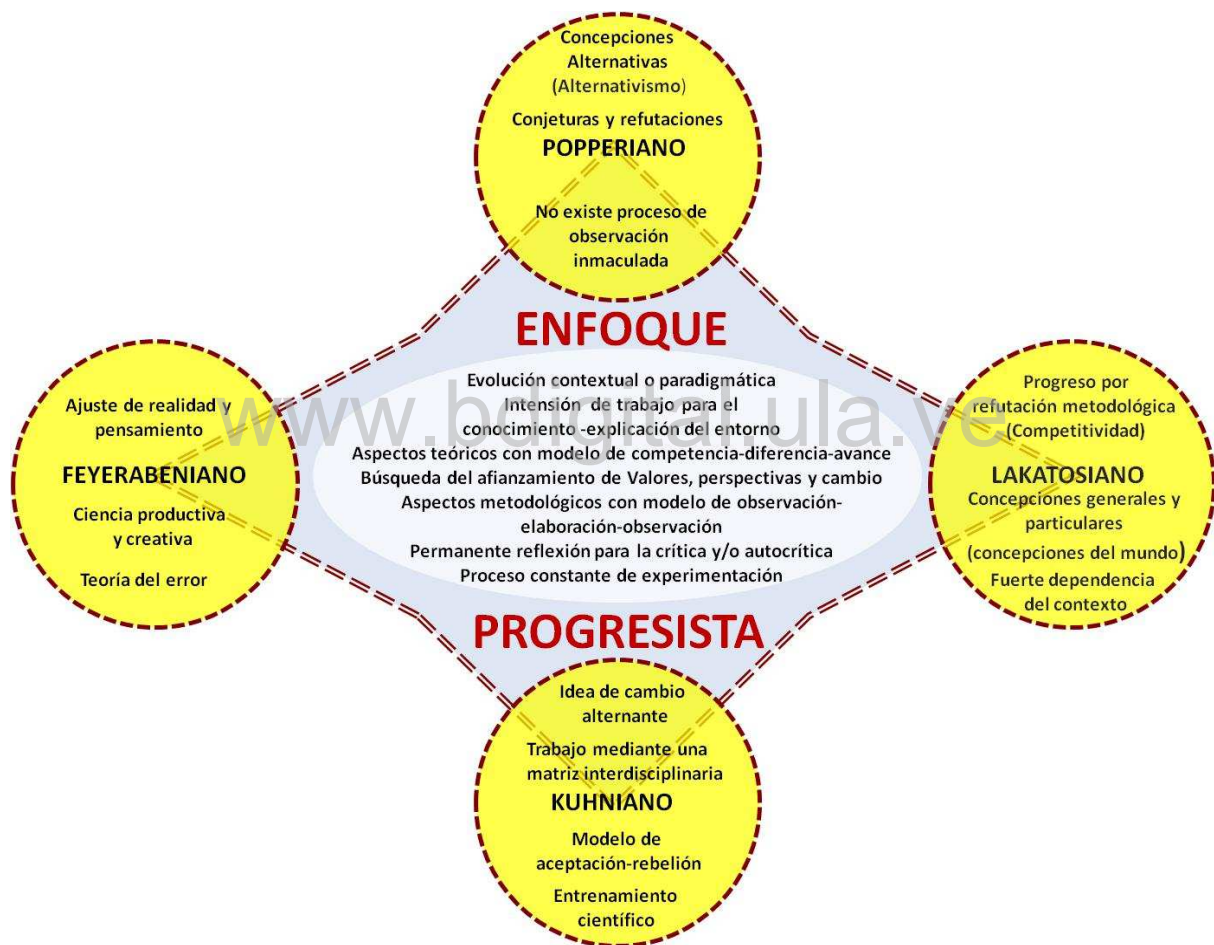 Concepciones
Alternativas
(Alternativismo)
Conjeturas y refutaciones
POPPERIANO
No existe proceso de
observación
inmaculada
ENFOQUE
Evolución contextual o paradigmática
Intensión de trabajo para el
conocimiento -explicación del entorno
Aspectos teóricos con modelo de competencia-diferencia-avance
Búsqueda del afianzamiento de Valores, perspectivas y cambio
Aspectos metodológicos con modelo de observación-
elaboración-observación
Permanente reflexión para la crítica y/o autocrítica
Proceso constante de experimentación
PROGRESISTA
Ajuste de realidad y
pensamiento
FEYERABENIANO
Ciencia productiva
y creativa
Teoría del error
Progreso por
refutación metodológica
(Competitividad)
LAKATOSIANO
Concepciones generales y
particulares
(concepciones del mundo)
Fuerte dependencia
del contexto
Idea de cambio
alternante
Trabajo mediante una
matriz interdisciplinaria
KUHNIANO
Modelo de
aceptación-rebelión
Entrenamiento
científico
www.bdigital.ula.ve